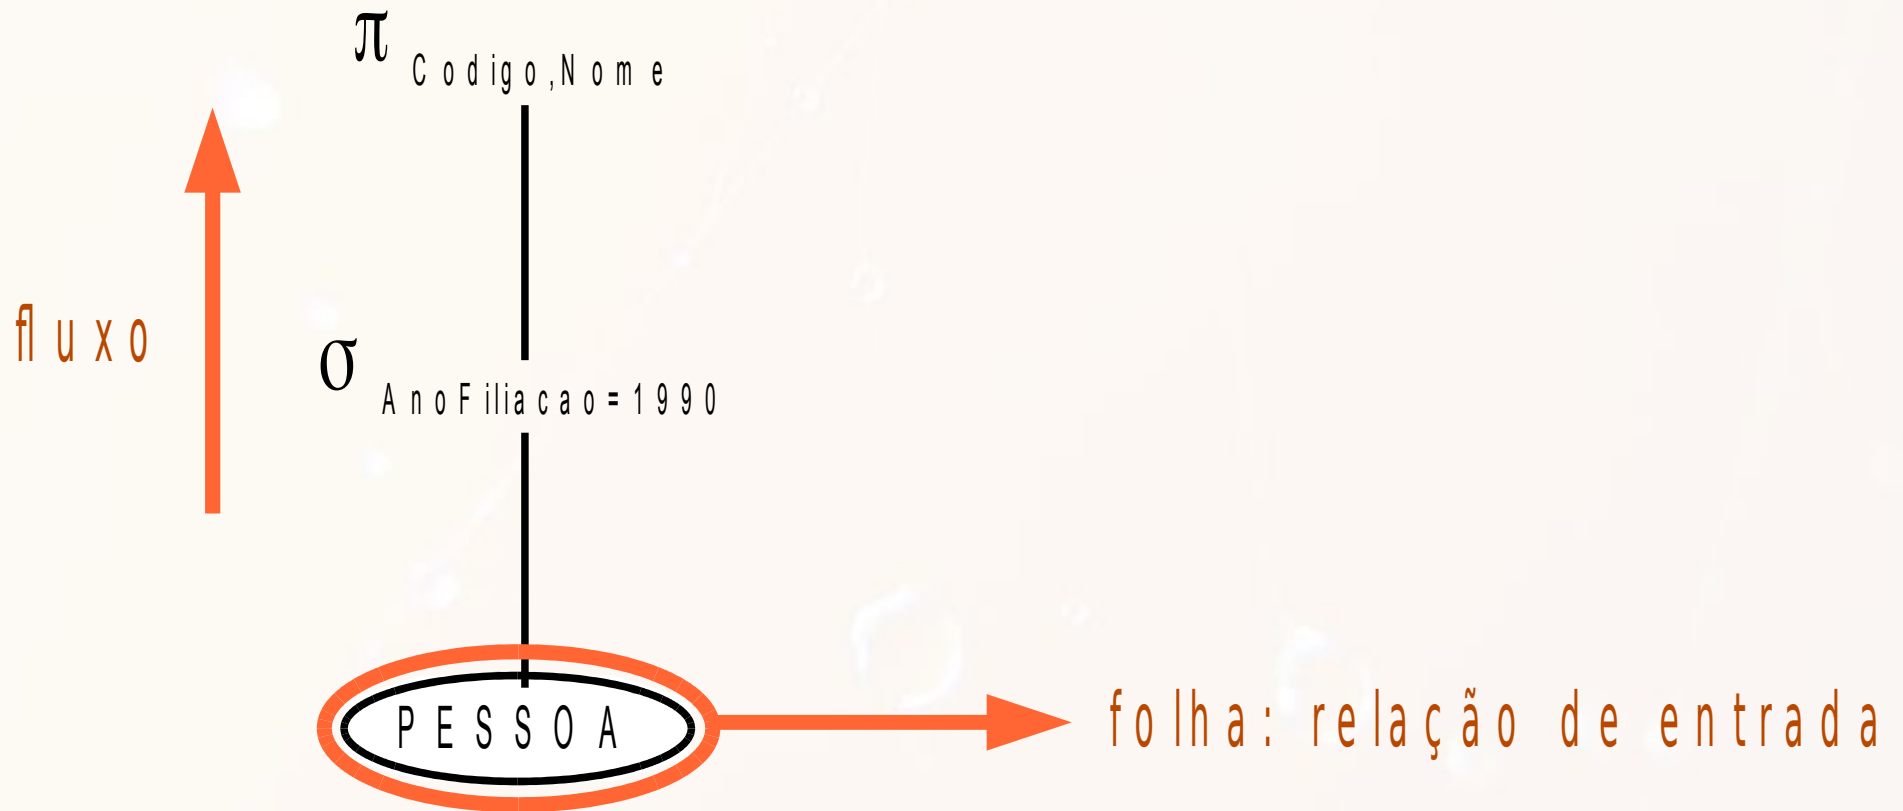 π Codigo,Nome
fluxo
σ AnoFiliacao=1990
PESSOA
folha: relação de entrada